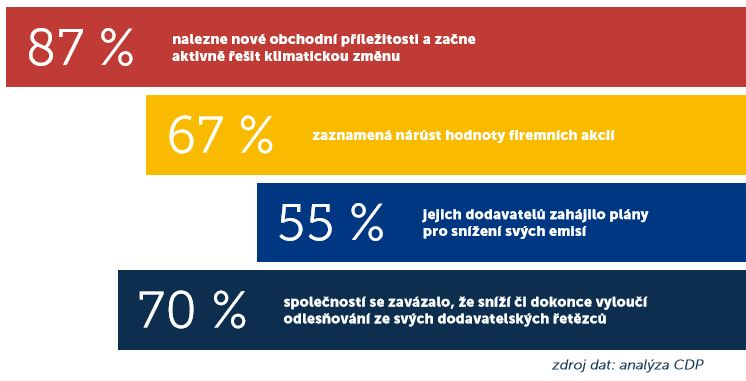 87 %
nalezne nové obchodní příležitosti a začne
aktivně řešit klimatickou změnu
67 %
zaznamená nárůst hodnoty firemních akcií
55 %
jejich dodavatelů zahájilo plány
pro snížení svých emisí
70 %
společností se zavázalo, že sníží či dokonce vyloučí
odlesňování ze svých dodavatelských řetězců
zdroj dat: analýza CDP